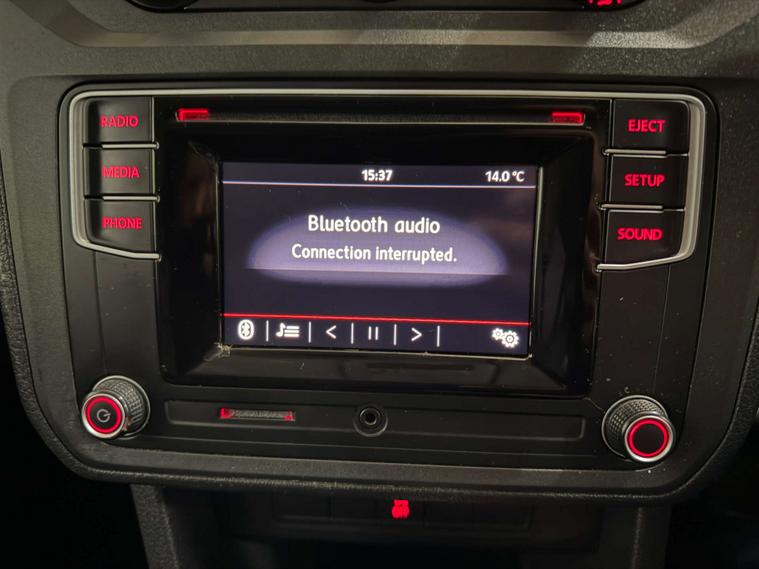 RADIO
MEDIA
PHONE
EJECT
SETUP
SOUND
15:37 14.0 °C
Bluetooth audio
Connection interrupted.